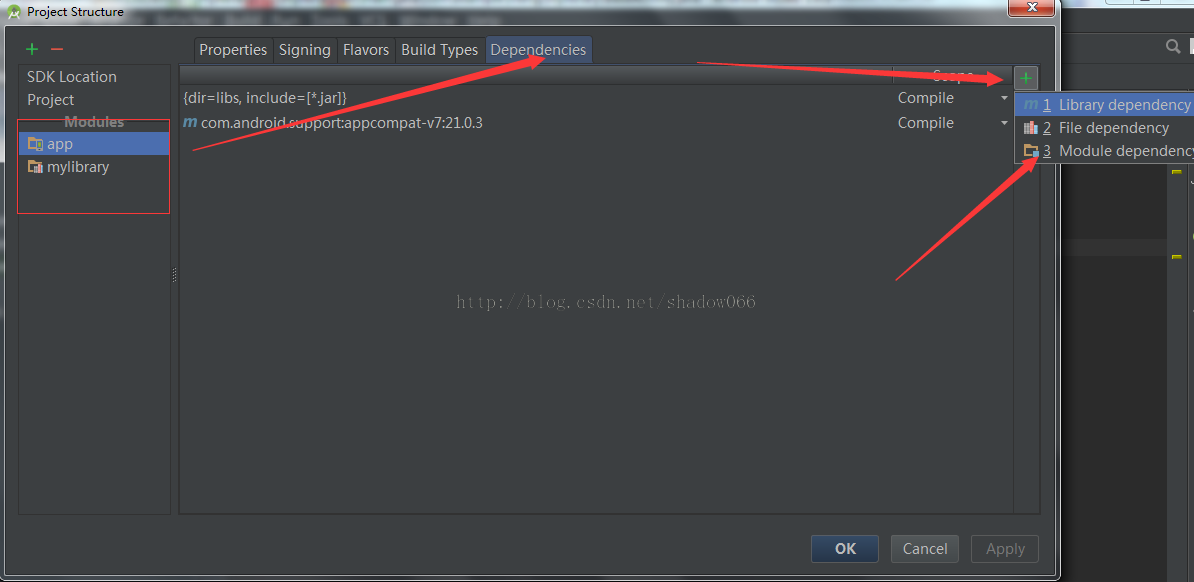 Project Structure
Properties Signing Flavors Build Types Dependencies
SDK Location
Project
Modules
app
mylibrary
Scope
{dir=libs, include=[*.jar]} Compile
m com.android.support:appcompat-v7:21.0.3 Compile
m 1 Library dependency
2 File dependency
3 Module dependency
http://blog.csdn.net/shadow066
OK Cancel Apply